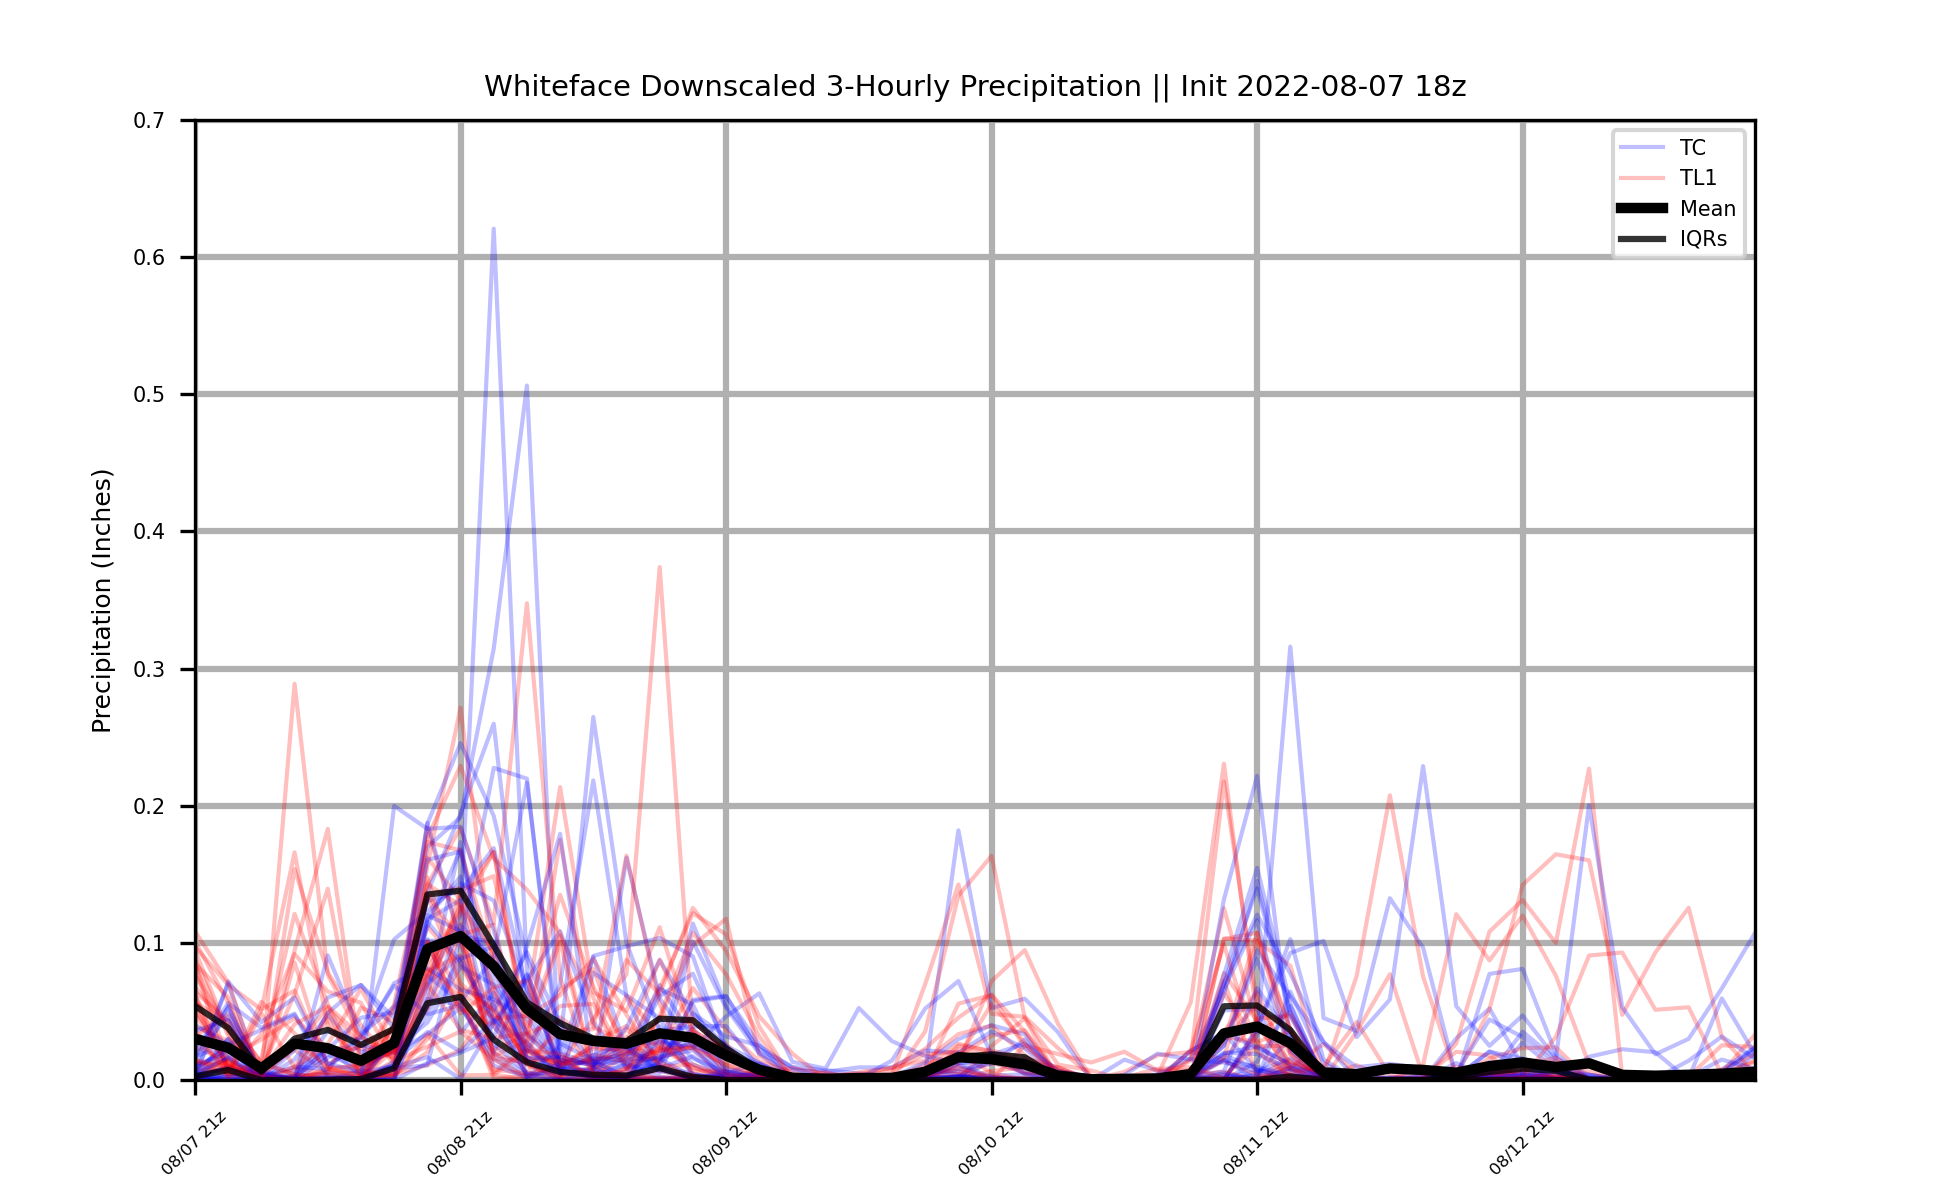 Whiteface Downscaled 3-Hourly Precipitation || Init 2022-08-07 18z
TC
TL1
Mean
IQRs
Precipitation (Inches)
0.7
0.6
0.5
0.4
0.3
0.2
0.1
0.0
08/07 21z
08/08 21z
08/09 21z
08/10 21z
08/11 21z
08/12 21z